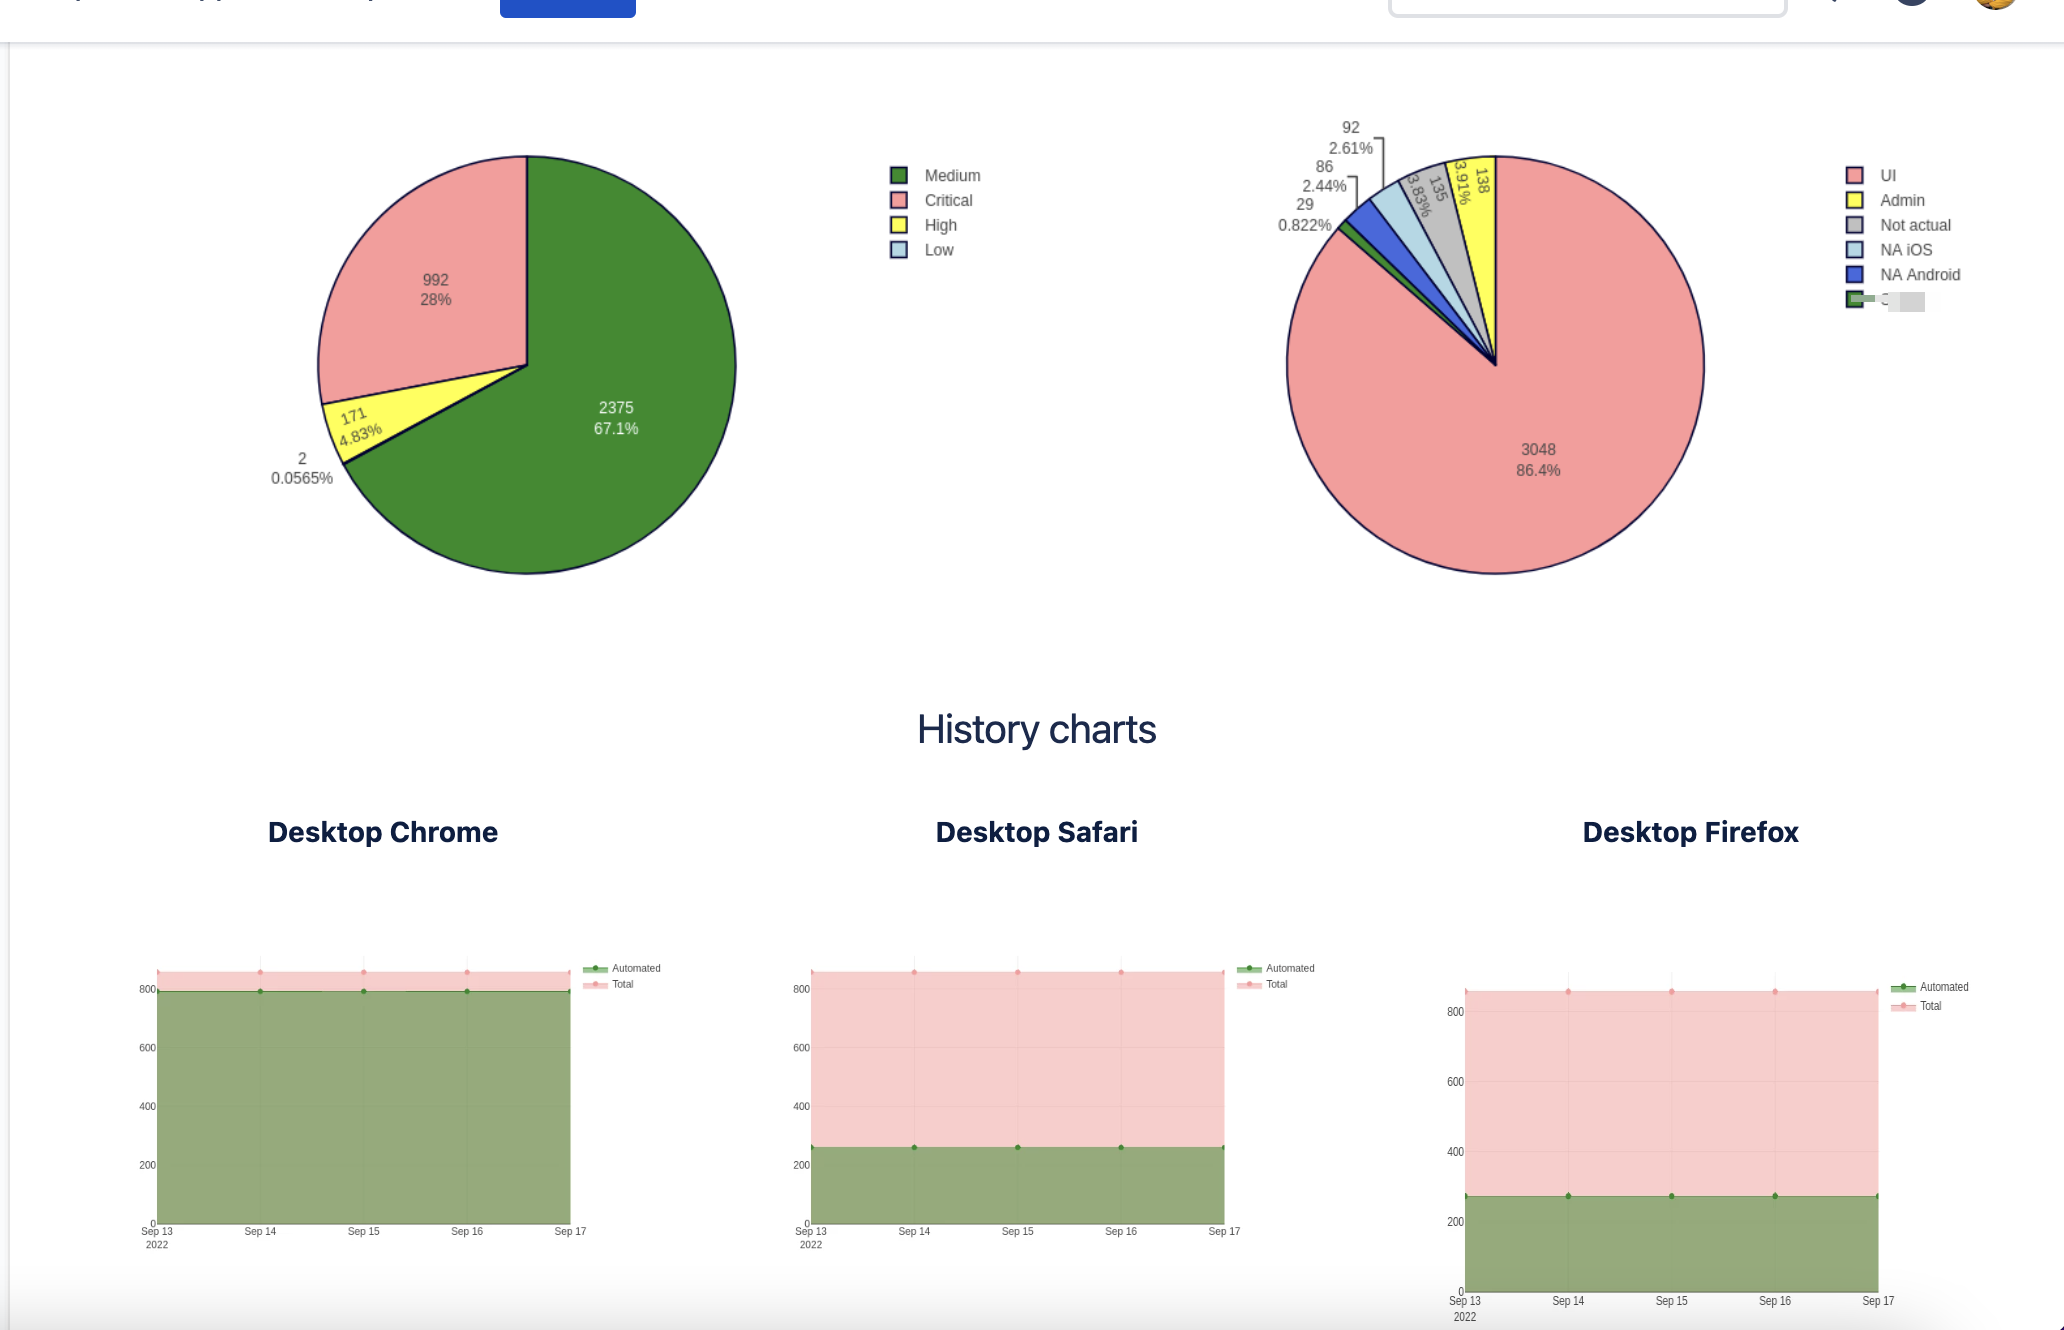 992
28%
171
4.83%
2
0.0565%
2375
67.1%
Medium
Critical
High
Low
92
2.61%
86
2.44%
29
0.822%
135
3.83%
138
3.91%
3048
86.4%
UI
Admin
Not actual
NA iOS
NA Android
History charts
Desktop Chrome
Desktop Safari
Desktop Firefox
800
600
400
200
0
Sep 13
2022
Sep 14
Sep 15
Sep 16
Sep 17
Automated
Total
800
600
400
200
0
Sep 13
2022
Sep 14
Sep 15
Sep 16
Sep 17
Automated
Total
800
600
400
200
0
Sep 13
2022
Sep 14
Sep 15
Sep 16
Sep 17
Automated
Total